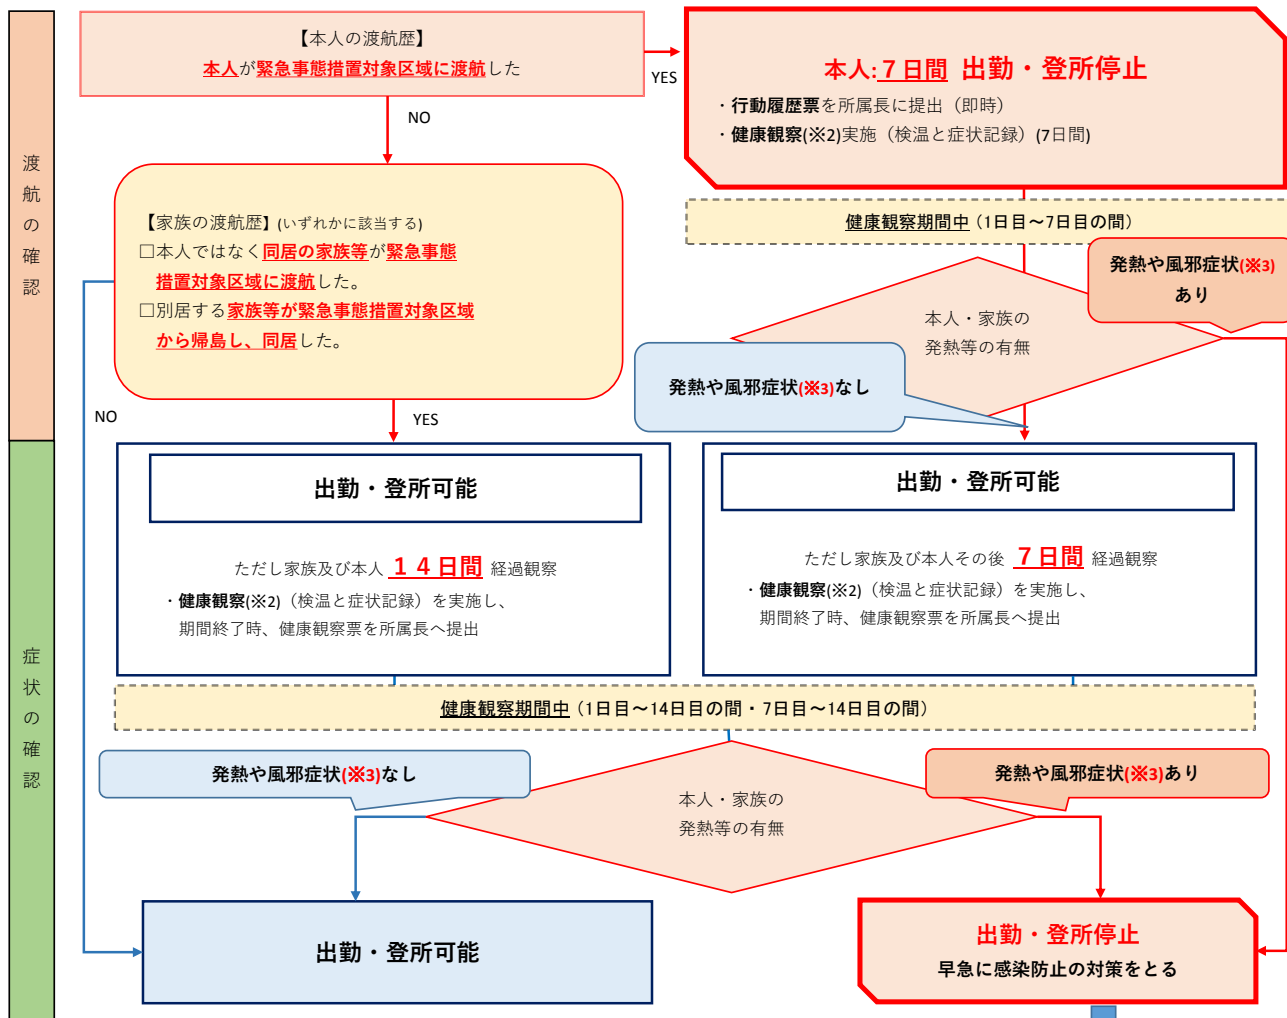 渡航の確認
【本人の渡航歴】
本人が緊急事態措置対象区域に渡航した
YES
NO
本人:７日間 出勤・登所停止
・行動履歴票を所属長に提出（即時）
・健康観察(※2)実施（検温と症状記録）(7日間)
【家族の渡航歴】(いずれかに該当する)
□本人ではなく同居の家族等が緊急事態
措置対象区域に渡航した。
□別居する家族等が緊急事態措置対象区域
から帰島し、同居した。
健康観察期間中（1日目～7日目の間）
発熱や風邪症状(※3)
あり
本人・家族の
発熱等の有無
発熱や風邪症状(※3)なし
NO
YES
症状の確認
出勤・登所可能
ただし家族及び本人 １４日間 経過観察
・健康観察(※2)（検温と症状記録）を実施し、
期間終了時、健康観察票を所属長へ提出
出勤・登所可能
ただし家族及び本人その後 ７日間 経過観察
・健康観察(※2)（検温と症状記録）を実施し、
期間終了時、健康観察票を所属長へ提出
健康観察期間中（1日目～14日目の間・7日目～14日目の間）
発熱や風邪症状(※3)なし
発熱や風邪症状(※3)あり
本人・家族の
発熱等の有無
出勤・登所可能
出勤・登所停止
早急に感染防止の対策をとる